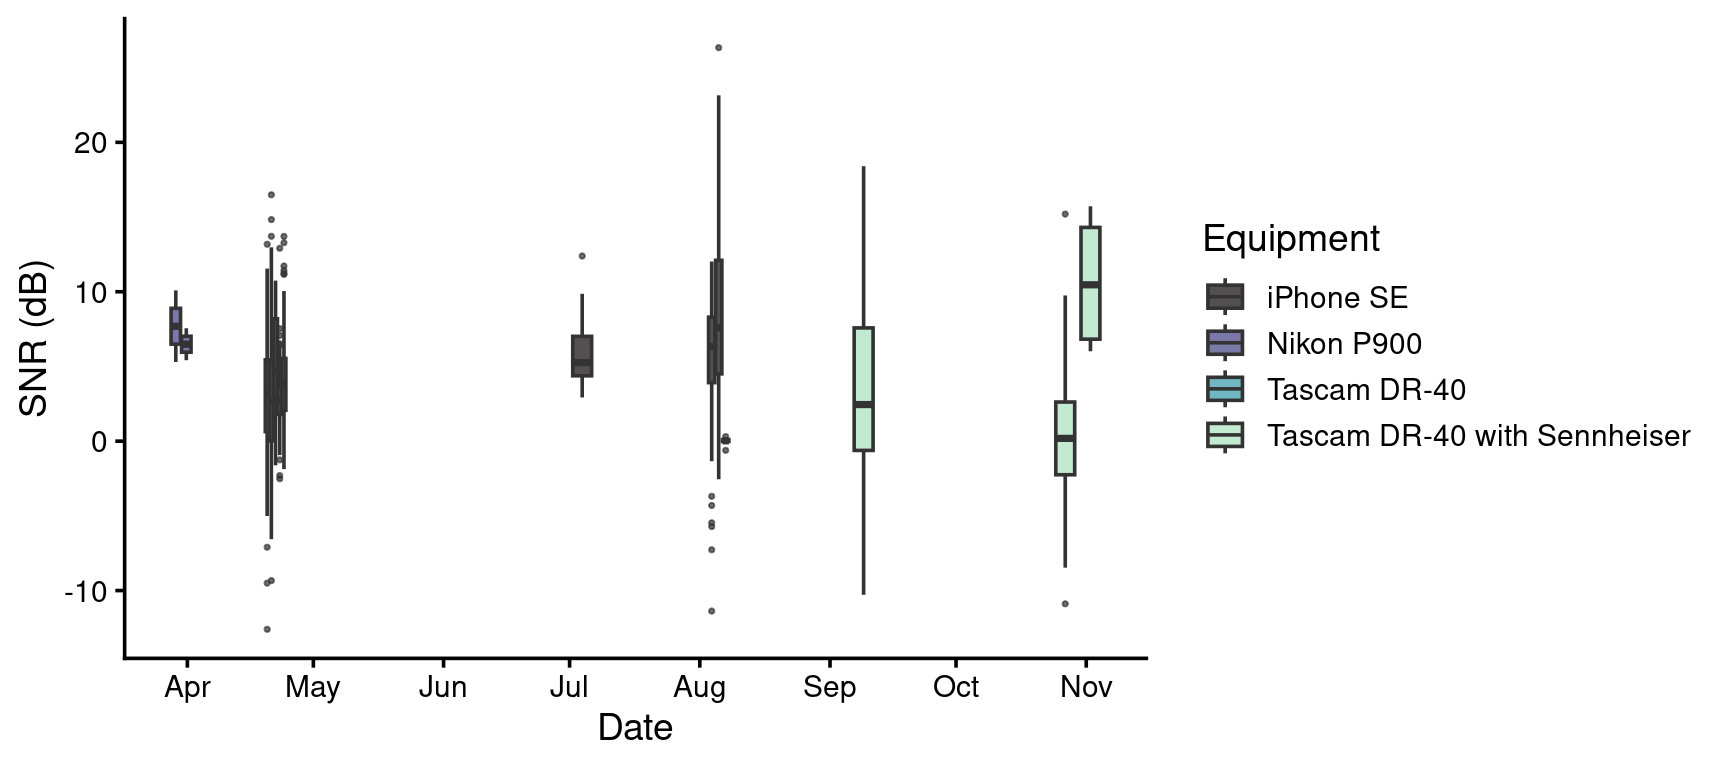 SNR (dB)
20
10
0
-10
Apr May Jun Jul Aug Sep Oct Nov
Date
Equipment
iPhone SE
Nikon P900
Tascam DR-40
Tascam DR-40 with Sennheiser